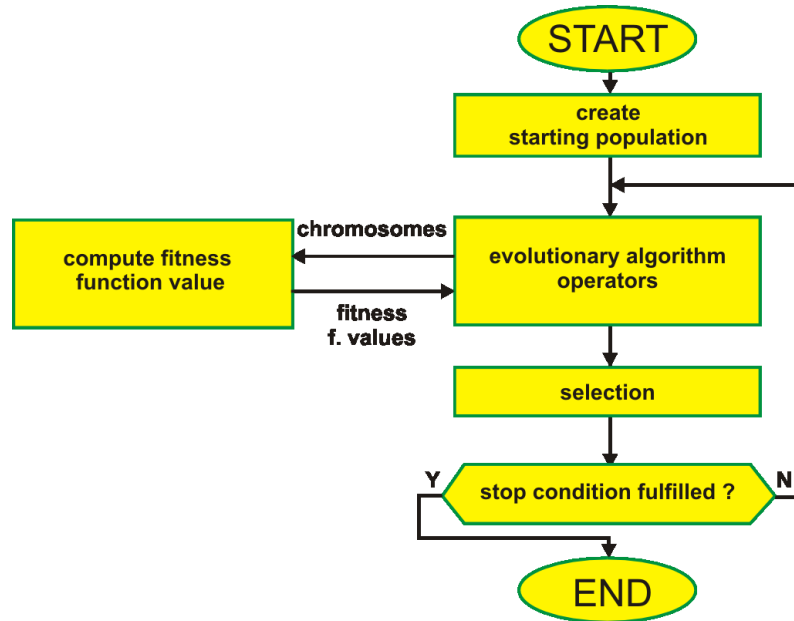 START
create
starting population
chromosomes
compute fitness
function value
evolutionary algorithm
operators
fitness
f. values
selection
Y
stop condition fulfilled ?
N
END